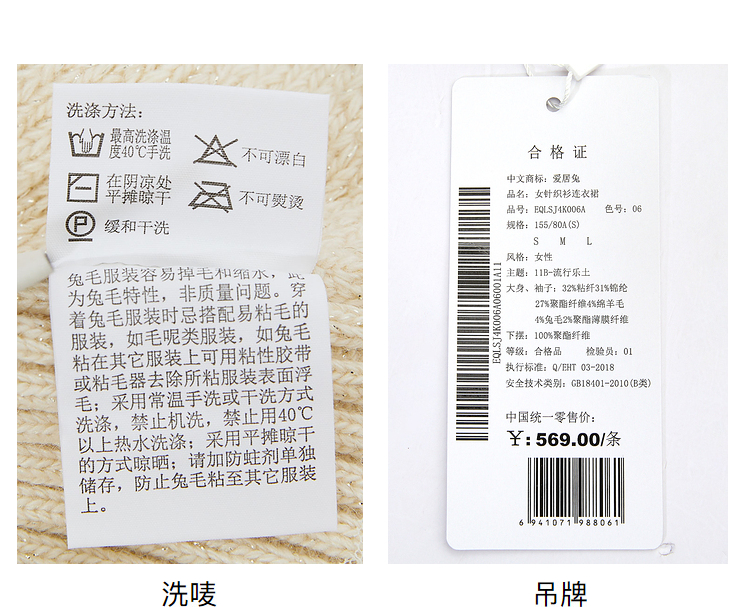 洗涤方法:
最高洗涤温
度40℃手洗
不可漂白
在阴凉处
平摊晾干
不可熨烫
P
缓和干洗
兔毛服装容易掉毛和缩水，此
为兔毛特性，非质量问题。穿
着兔毛服装时忌搭配易粘毛的
服装，如毛呢类服装，如兔毛
粘在其它服装上可用粘性胶带
或粘毛器去除所粘服装表面浮
毛；采用常温手洗或干洗方式
洗涤，禁止机洗，禁止用40℃
以上热水洗涤；采用平摊晾干
的方式晾晒；请加防蛀剂单独
储存，防止兔毛粘至其它服装
上。
洗唛
合格证
中文商标: 爱居兔
品名: 女针织衫连衣裙
品号: EQLSJ4K006A 色号: 06
规格: 155/80A(S)
S M L
风格: 女性
主题: 11B-流行乐土
大身、袖子: 32%粘纤31%锦纶
27%聚酯纤维4%绵羊毛
4%兔毛2%聚酯薄膜纤维
下摆: 100%聚酯纤维
等级: 合格品 检验员: 01
执行标准: Q/EHT 03-2018
安全技术类别: GB18401-2010(B类)
EQLSJ4K006A06001A11
中国统一零售价:
¥: 569.00/条
6 941071 988061
吊牌